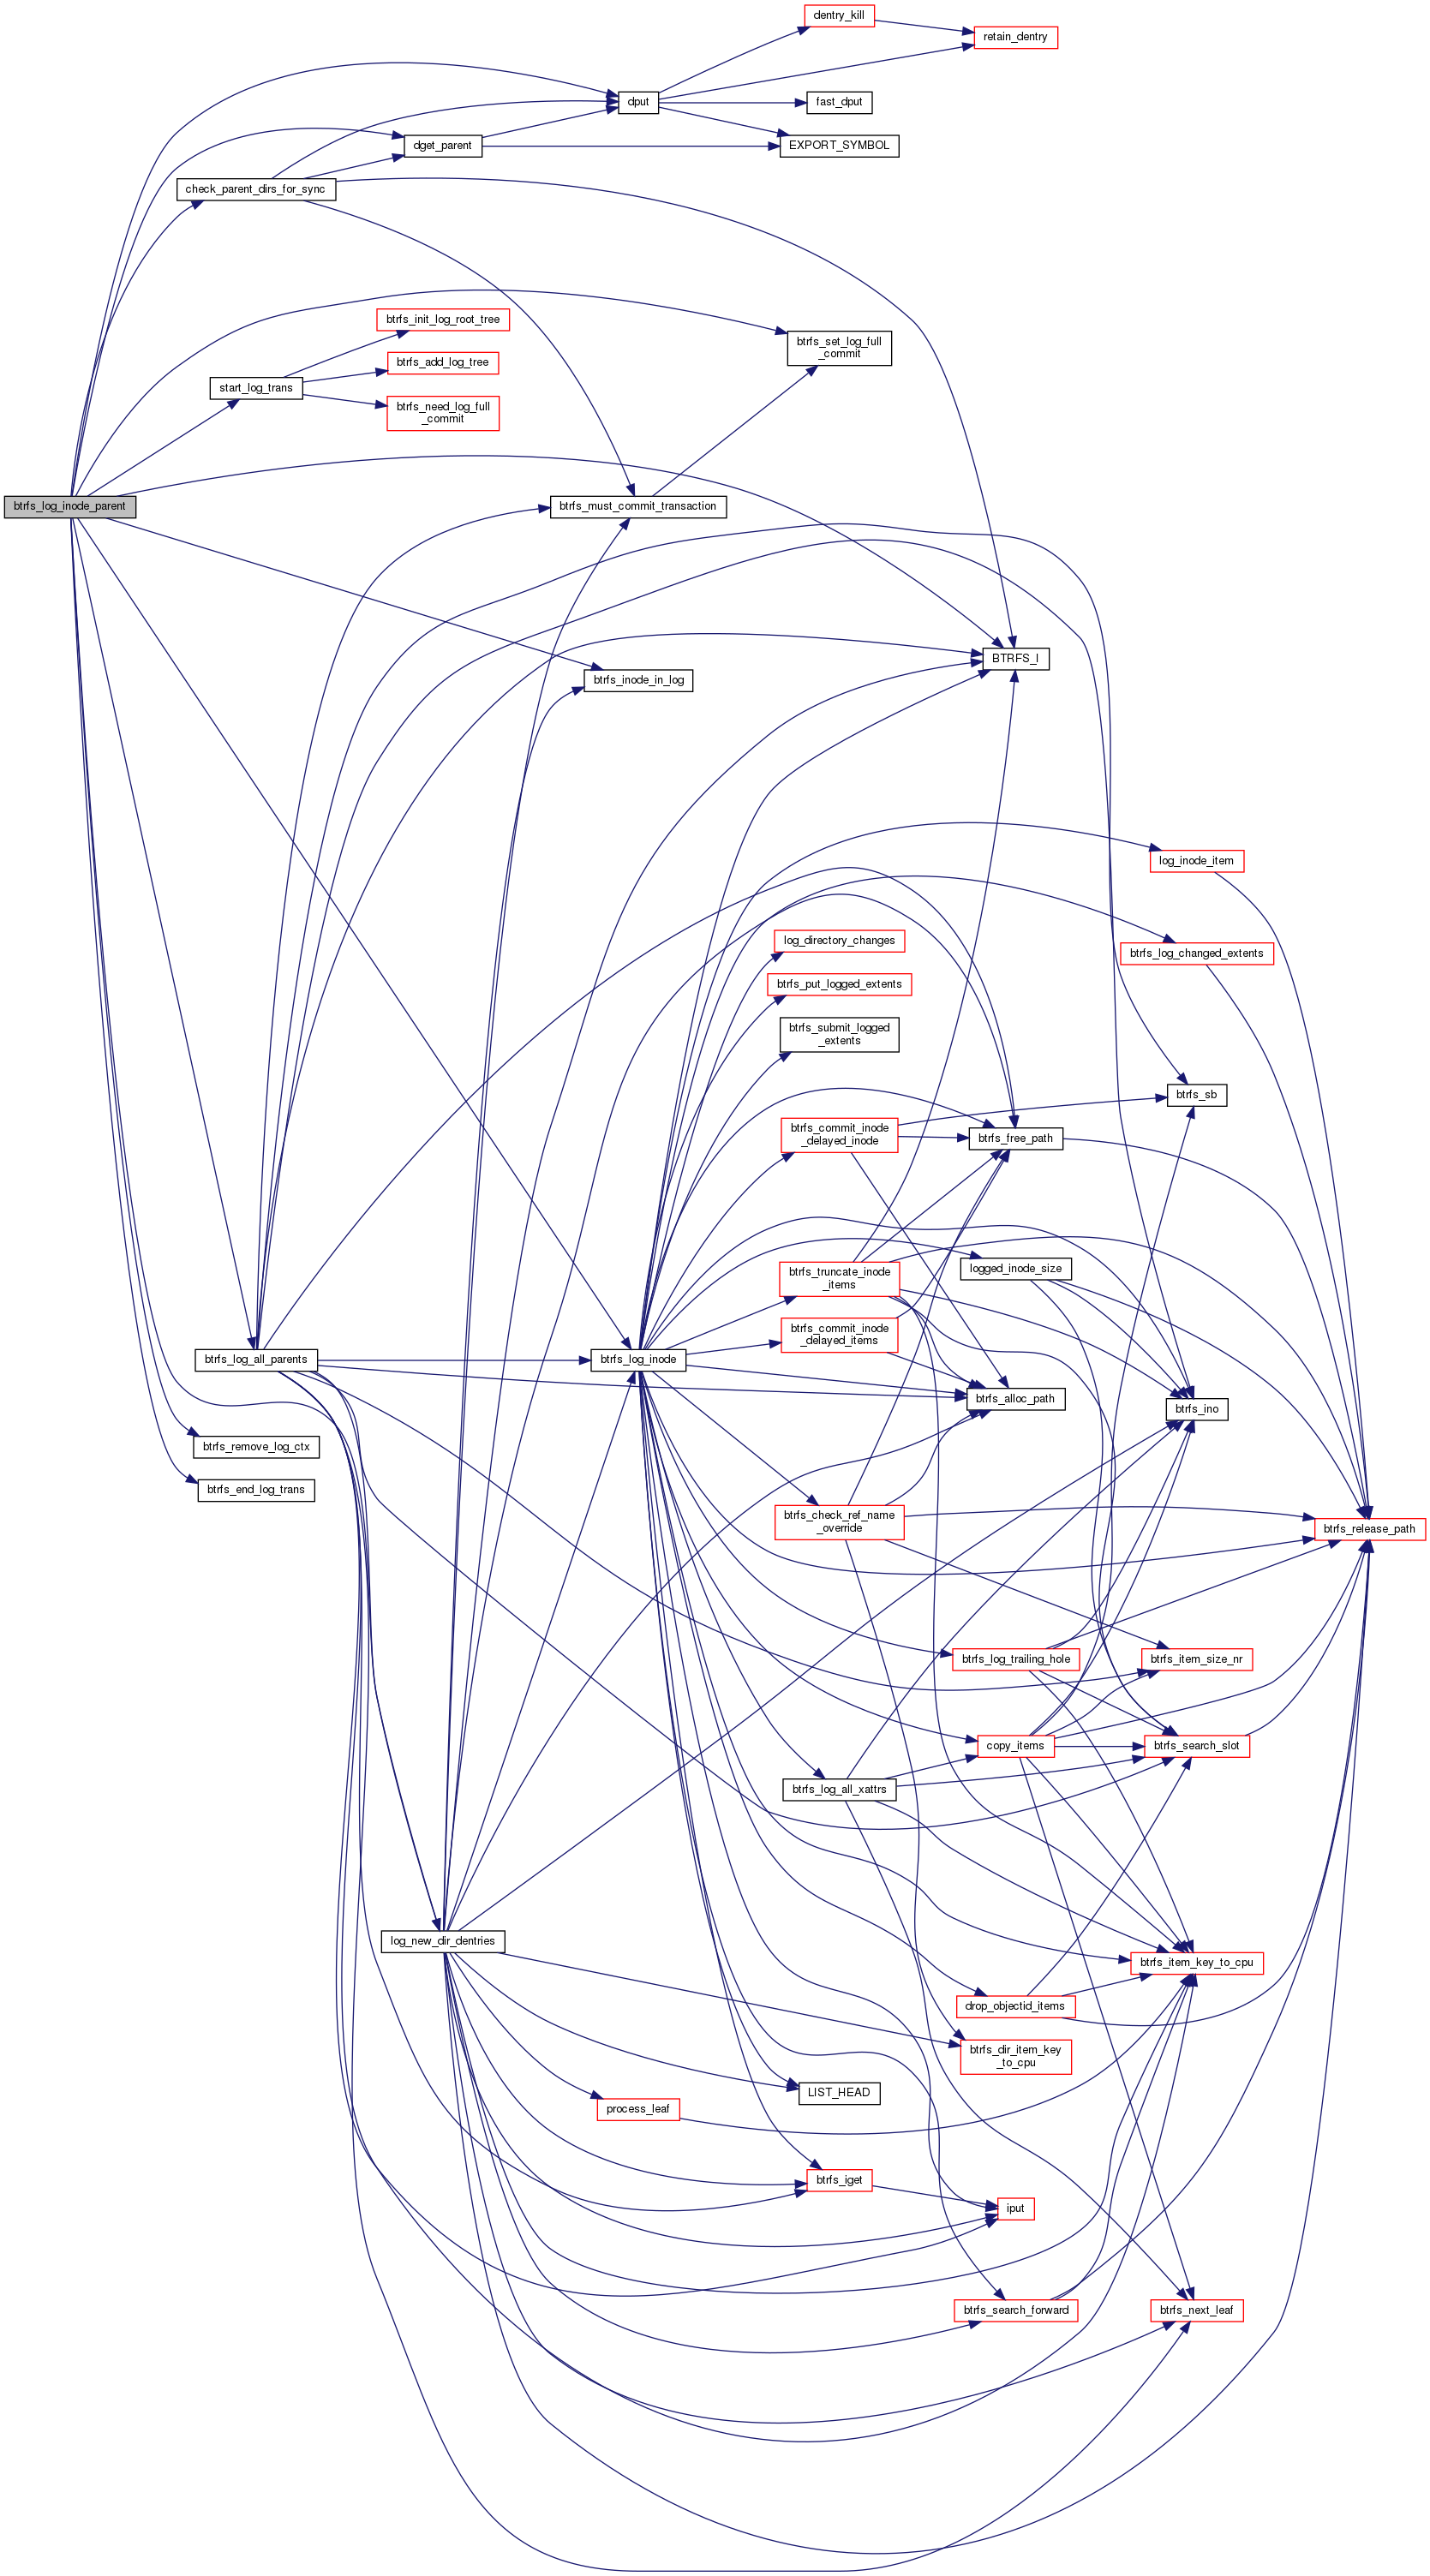 dentry_kill
retain_dentry
dput
fast_dput
dget_parent
EXPORT_SYMBOL
check_parent_dirs_for_sync
btrfs_init_log_root_tree
btrfs_set_log_full
_commit
btrfs_add_log_tree
start_log_trans
btrfs_need_log_full
_commit
btrfs_log_inode_parent
btrfs_must_commit_transaction
BTRFS_I
btrfs_inode_in_log
log_inode_item
log_directory_changes
btrfs_log_changed_extents
btrfs_put_logged_extents
btrfs_submit_logged
_extents
btrfs_sb
btrfs_commit_inode
_delayed_inode
btrfs_free_path
logged_inode_size
btrfs_truncate_inode
_items
btrfs_commit_inode
_delayed_items
btrfs_log_all_parents
btrfs_log_inode
btrfs_alloc_path
btrfs_ino
btrfs_remove_log_ctx
btrfs_end_log_trans
btrfs_check_ref_name
_override
btrfs_release_path
btrfs_log_trailing_hole
btrfs_item_size_nr
copy_items
btrfs_search_slot
btrfs_log_all_xattrs
log_new_dir_dentries
btrfs_item_key_to_cpu
drop_objectid_items
btrfs_dir_item_key
_to_cpu
LIST_HEAD
process_leaf
btrfs_iget
iput
btrfs_search_forward
btrfs_next_leaf